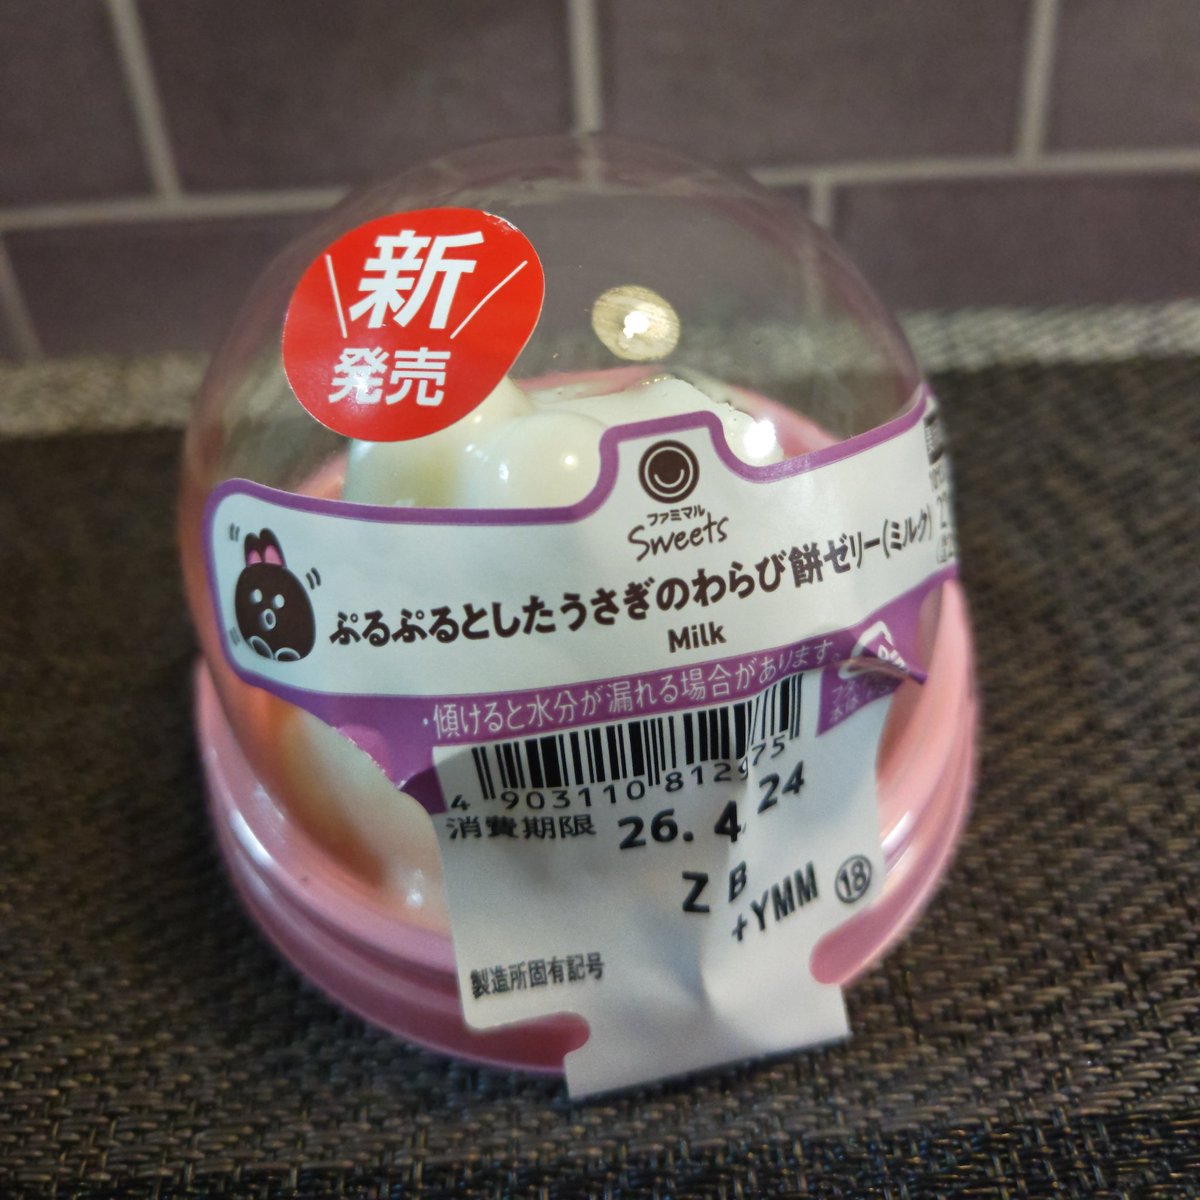 新
発売
ファミマル
Sweets
ぷるぷるとしたうさぎのわらび餅ゼリー(ミルク)
Milk
・傾けると水分が漏れる場合があります。
4 903110 812975
消費期限 26. 4. 24
Z B
+YMM ⑱
製造所固有記号